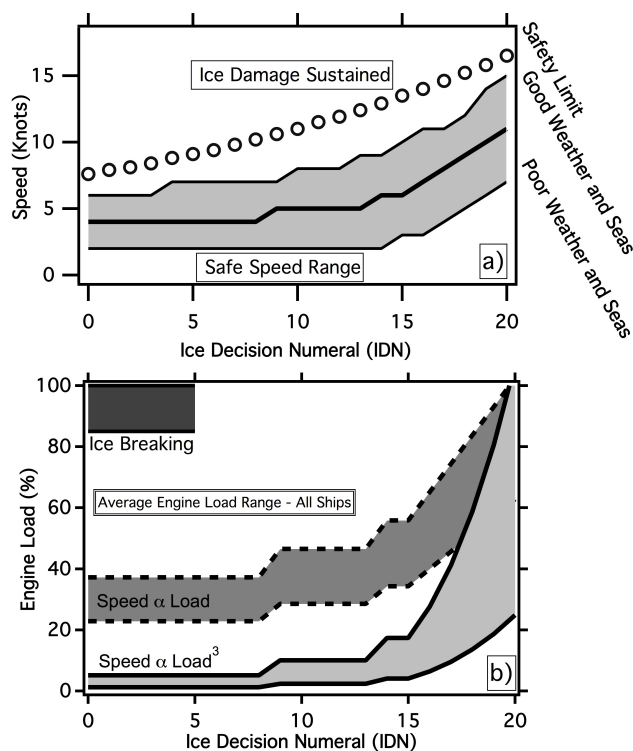 Safety Limit
Good Weather and Seas
Poor Weather and Seas
Ice Damage Sustained
Speed (Knots)
15
10
5
0
Safe Speed Range
a)
0 5 10 15 20
Ice Decision Numeral (IDN)
100
80
60
40
20
0
Engine Load (%)
Ice Breaking
Average Engine Load Range - All Ships
Speed α Load
Speed α Load³
b)
0 5 10 15 20
Ice Decision Numeral (IDN)